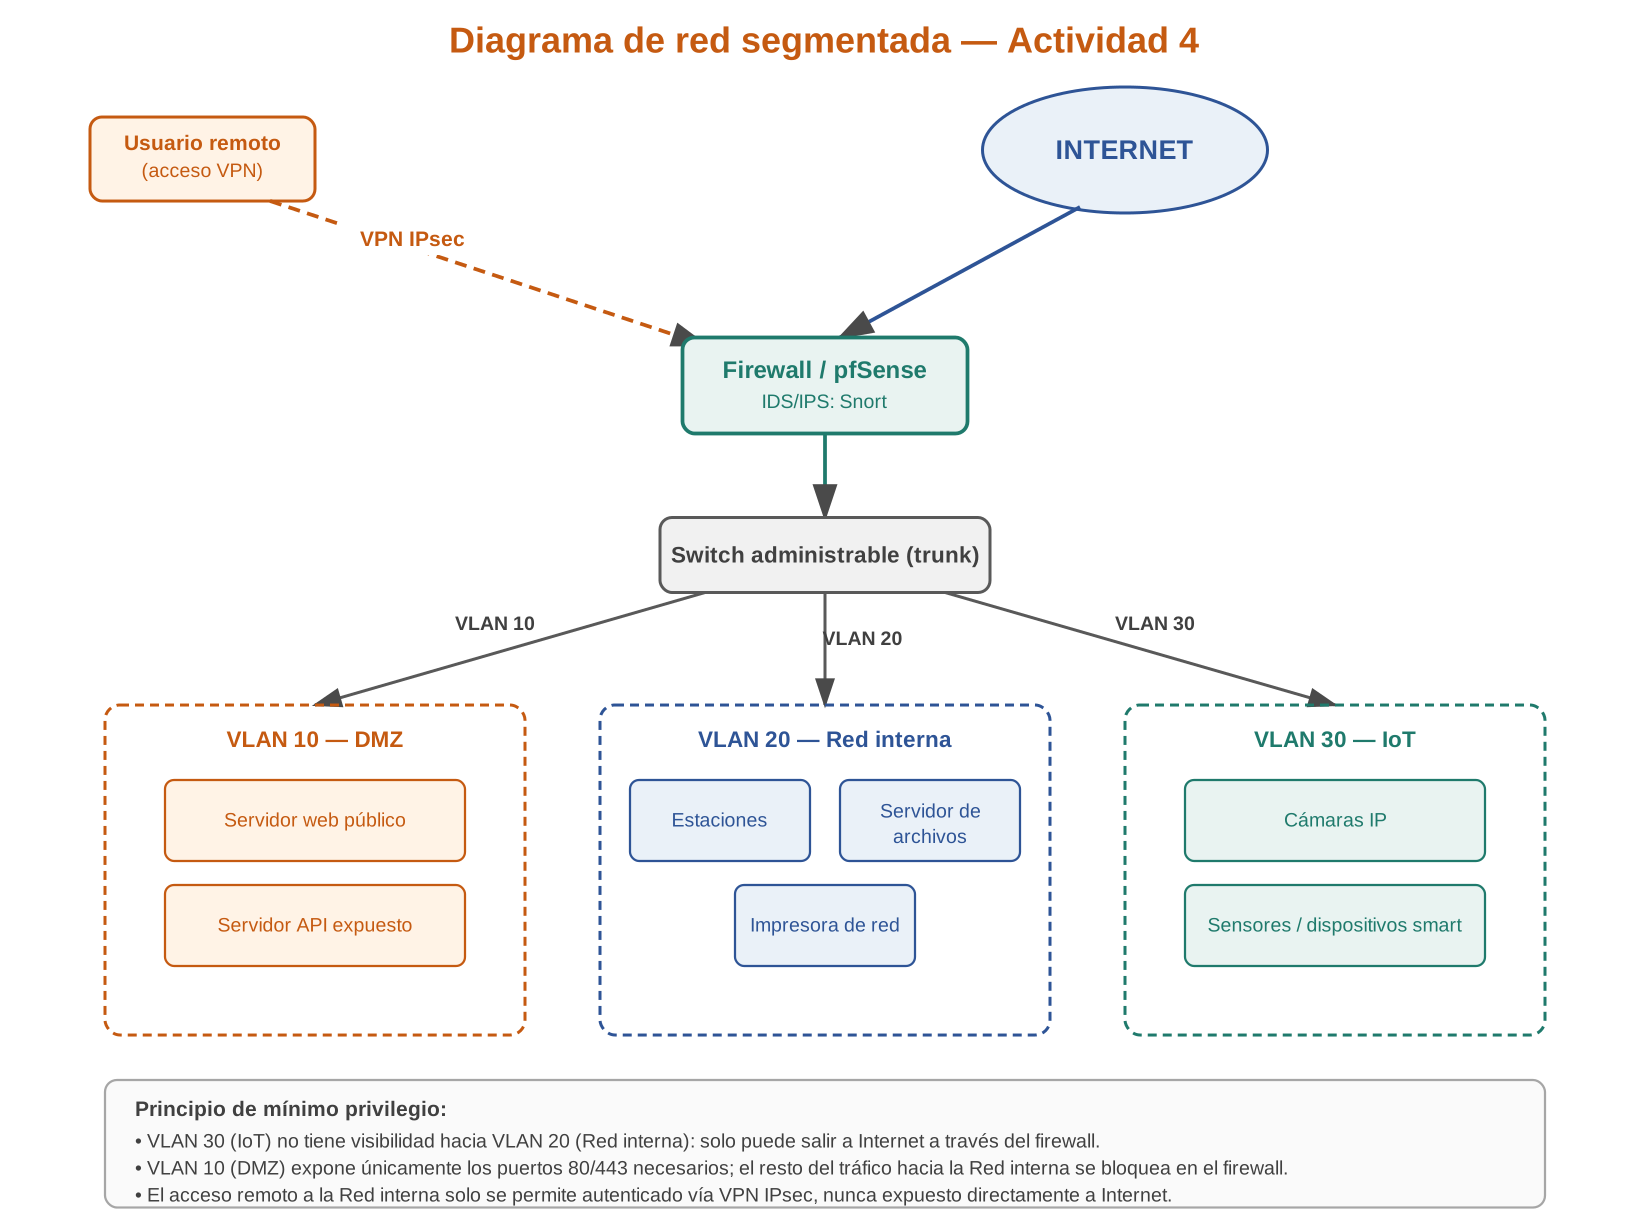 Diagrama de red segmentada — Actividad 4
Usuario remoto
(acceso VPN)
INTERNET
VPN IPsec
Firewall / pfSense
IDS/IPS: Snort
Switch administrable (trunk)
VLAN 10
VLAN 20
VLAN 30
VLAN 10 — DMZ
Servidor web público
Servidor API expuesto
VLAN 20 — Red interna
Estaciones
Servidor de
archivos
Impresora de red
VLAN 30 — IoT
Cámaras IP
Sensores / dispositivos smart
Principio de mínimo privilegio:
• VLAN 30 (IoT) no tiene visibilidad hacia VLAN 20 (Red interna): solo puede salir a Internet a través del firewall.
• VLAN 10 (DMZ) expone únicamente los puertos 80/443 necesarios; el resto del tráfico hacia la Red interna se bloquea en el firewall.
• El acceso remoto a la Red interna solo se permite autenticado vía VPN IPsec, nunca expuesto directamente a Internet.